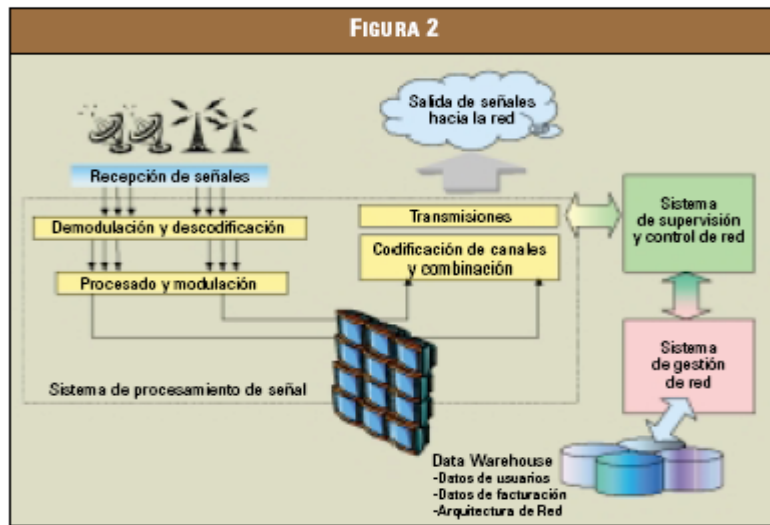 FIGURA 2
Salida de señales
hacia la red
Recepción de señales
Demodulación y descodificación
Procesado y modulación
Transmisiones
Codificación de canales
y combinación
Sistema de procesamiento de señal
Sistema
de supervisión
y control de red
Sistema
de gestión
de red
Data Warehouse
-Datos de usuarios
-Datos de facturación
-Arquitectura de Red